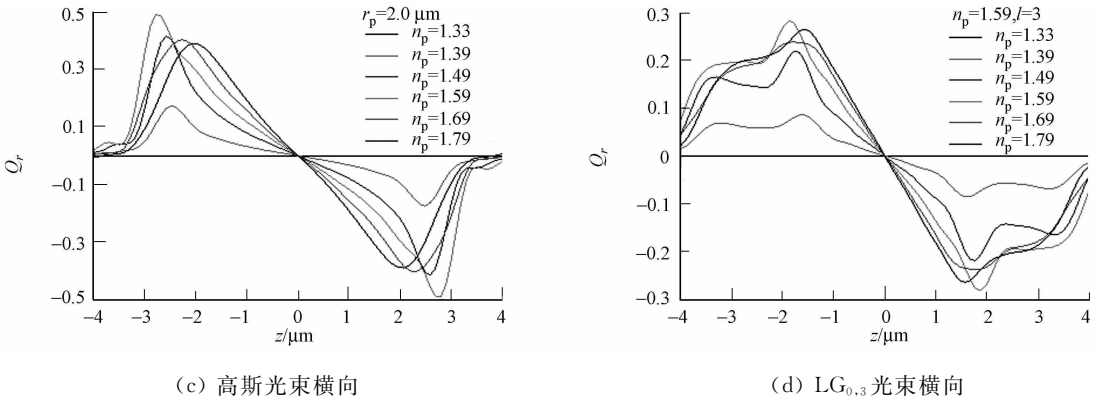 r_p=2.0 μm
n_p=1.33
n_p=1.39
n_p=1.49
n_p=1.59
n_p=1.69
n_p=1.79
0.5
0.3
0.1
0
−0.1
−0.3
−0.5
Q_r
−4 −3 −2 −1 0 1 2 3 4
z/μm
(c) 高斯光束横向
n_p=1.59,l=3
n_p=1.33
n_p=1.39
n_p=1.49
n_p=1.59
n_p=1.69
n_p=1.79
0.3
0.2
0.1
0
−0.1
−0.2
−0.3
Q_r
−4 −3 −2 −1 0 1 2 3 4
z/μm
(d) LG_{0,3}光束横向